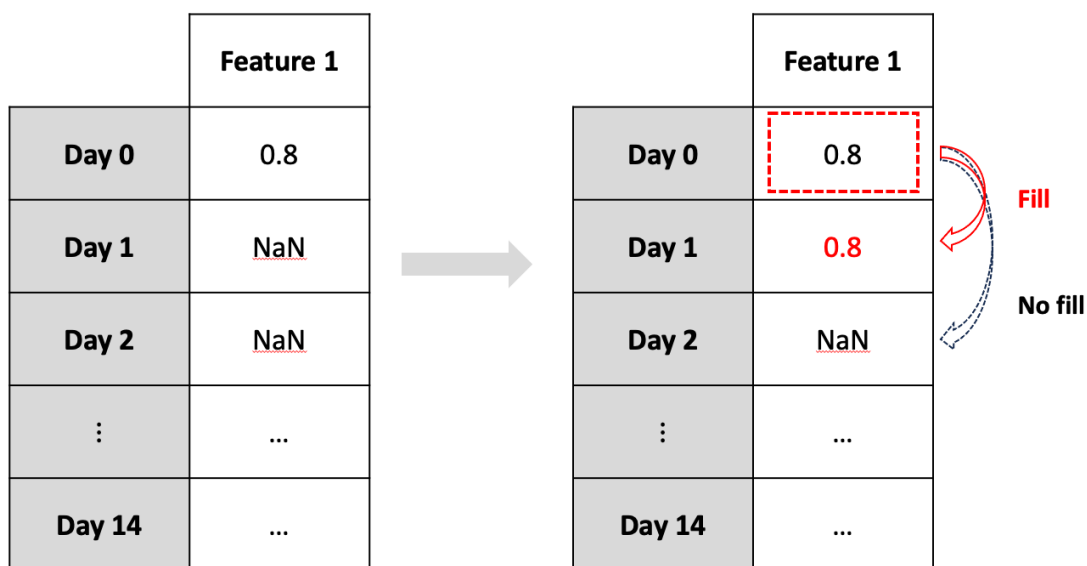 Feature 1
Day 0 0.8
Day 1 NaN
Day 2 NaN
⋮ ...
Day 14 ...
Feature 1
Day 0 0.8
Day 1 0.8
Day 2 NaN
⋮ ...
Day 14 ...
Fill
No fill